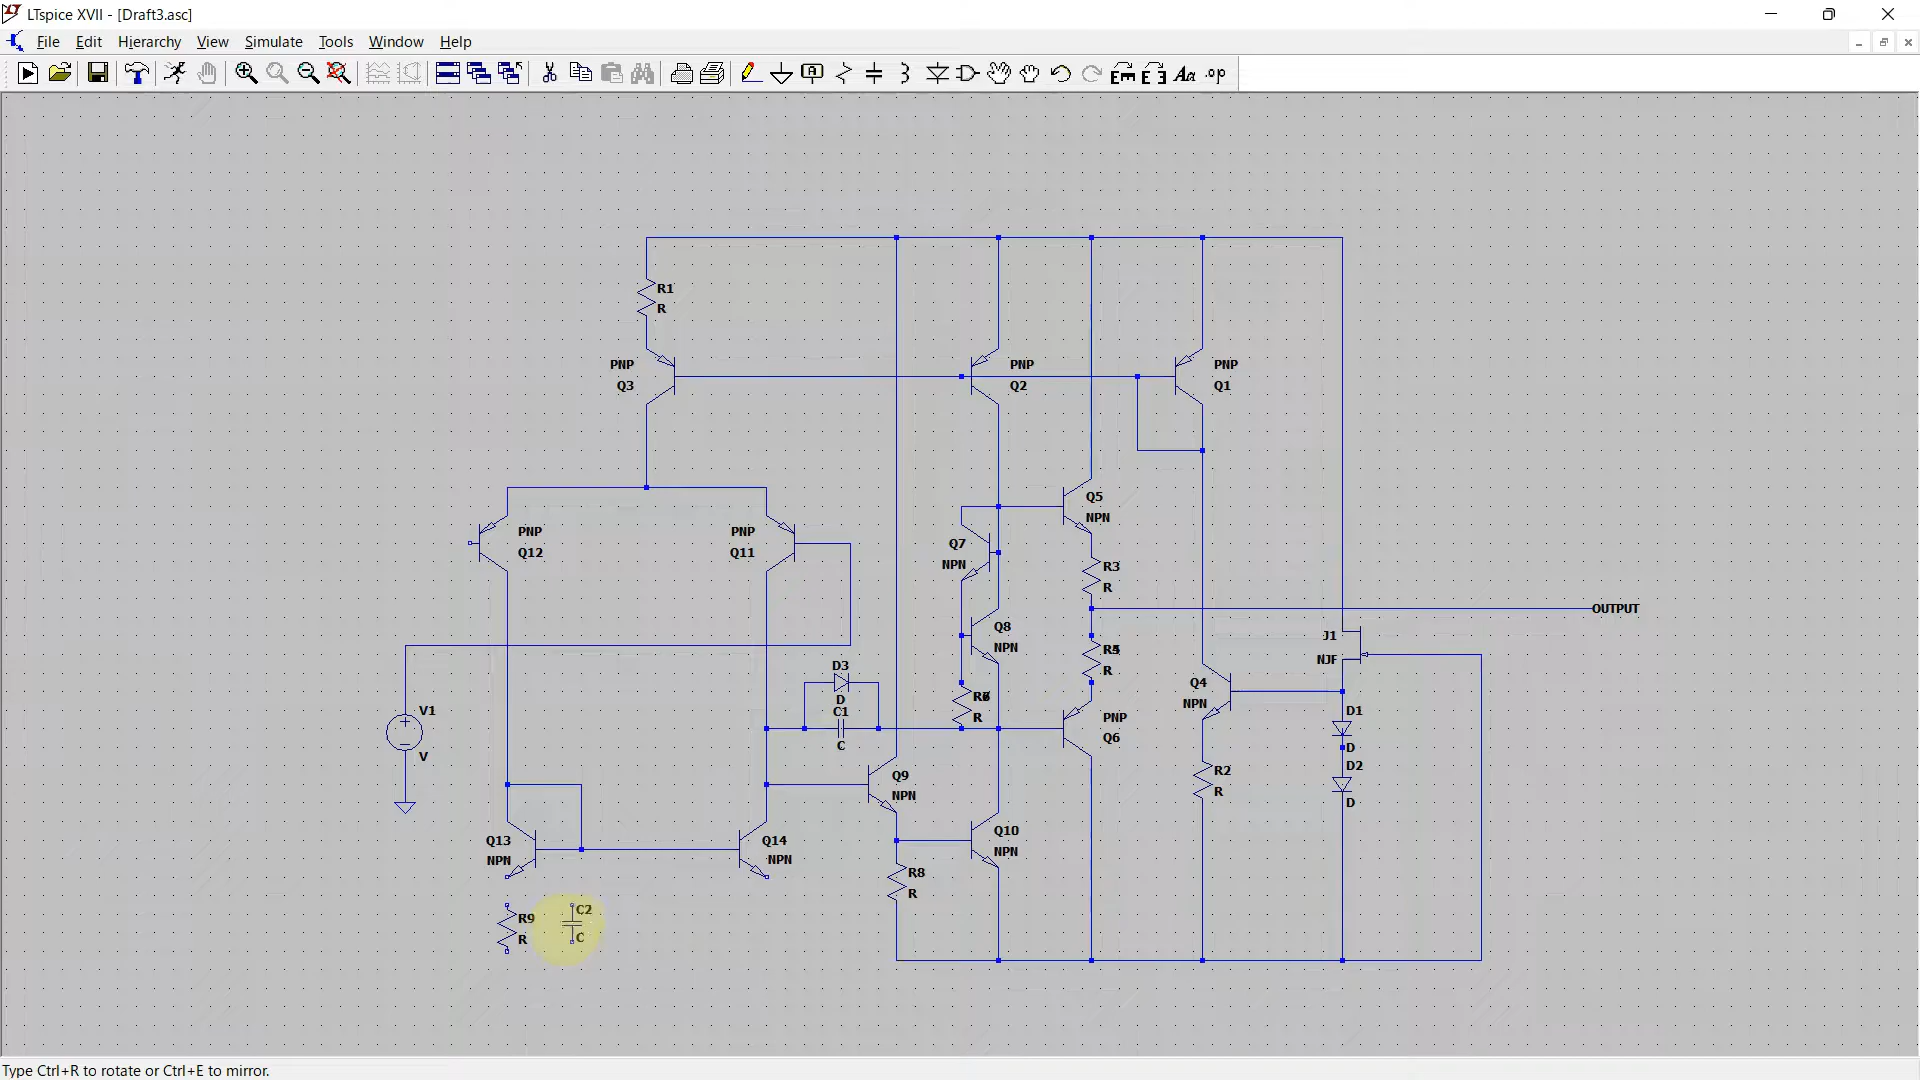 LTspice XVII - [Draft3.asc]
File Edit Hierarchy View Simulate Tools Window Help
.op
R1
R
PNP
Q3
PNP
Q2
PNP
Q1
PNP
Q12
PNP
Q11
Q5
NPN
Q7
NPN
R3
R
OUTPUT
Q8
NPN
J1
NJF
R
D3
D
C1
C
R
Q4
NPN
V1
V
PNP
Q6
D1
D
D2
D
R2
R
Q9
NPN
Q13
NPN
Q14
NPN
Q10
NPN
R8
R
R9
R
C2
C
Type Ctrl+R to rotate or Ctrl+E to mirror.